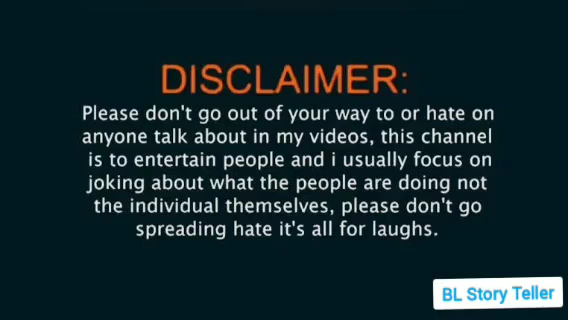 DISCLAIMER:
Please don't go out of your way to or hate on
anyone talk about in my videos, this channel
is to entertain people and i usually focus on
joking about what the people are doing not
the individual themselves, please don't go
spreading hate it's all for laughs.
BL Story Teller